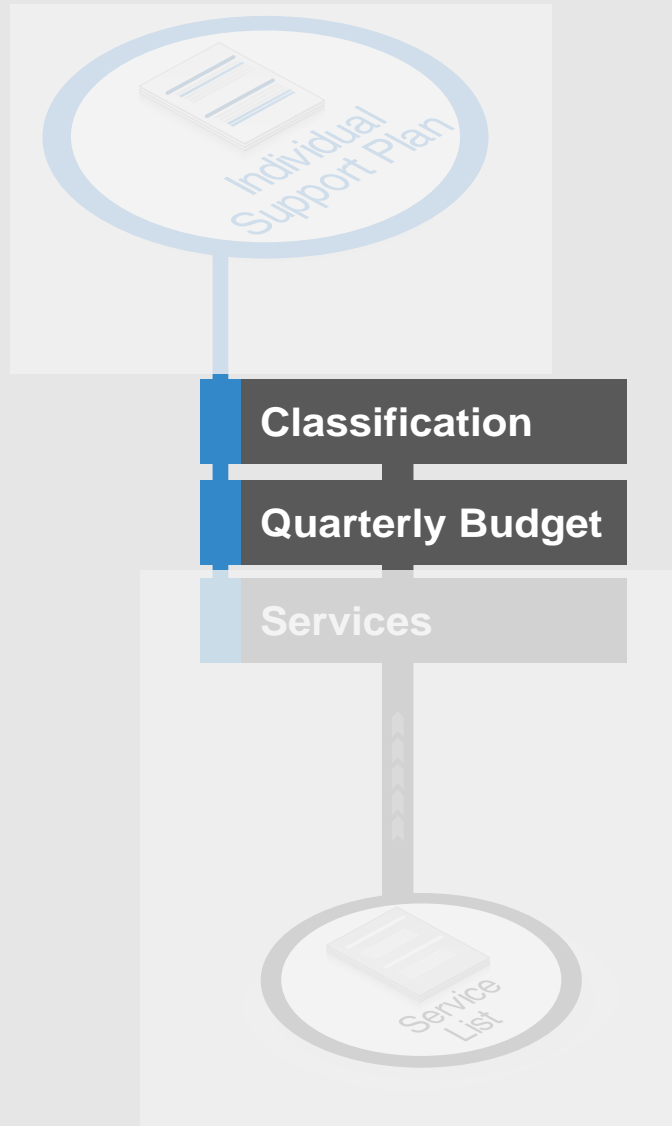 Individual
Support Plan
Classification
Quarterly Budget
Services
Service
List